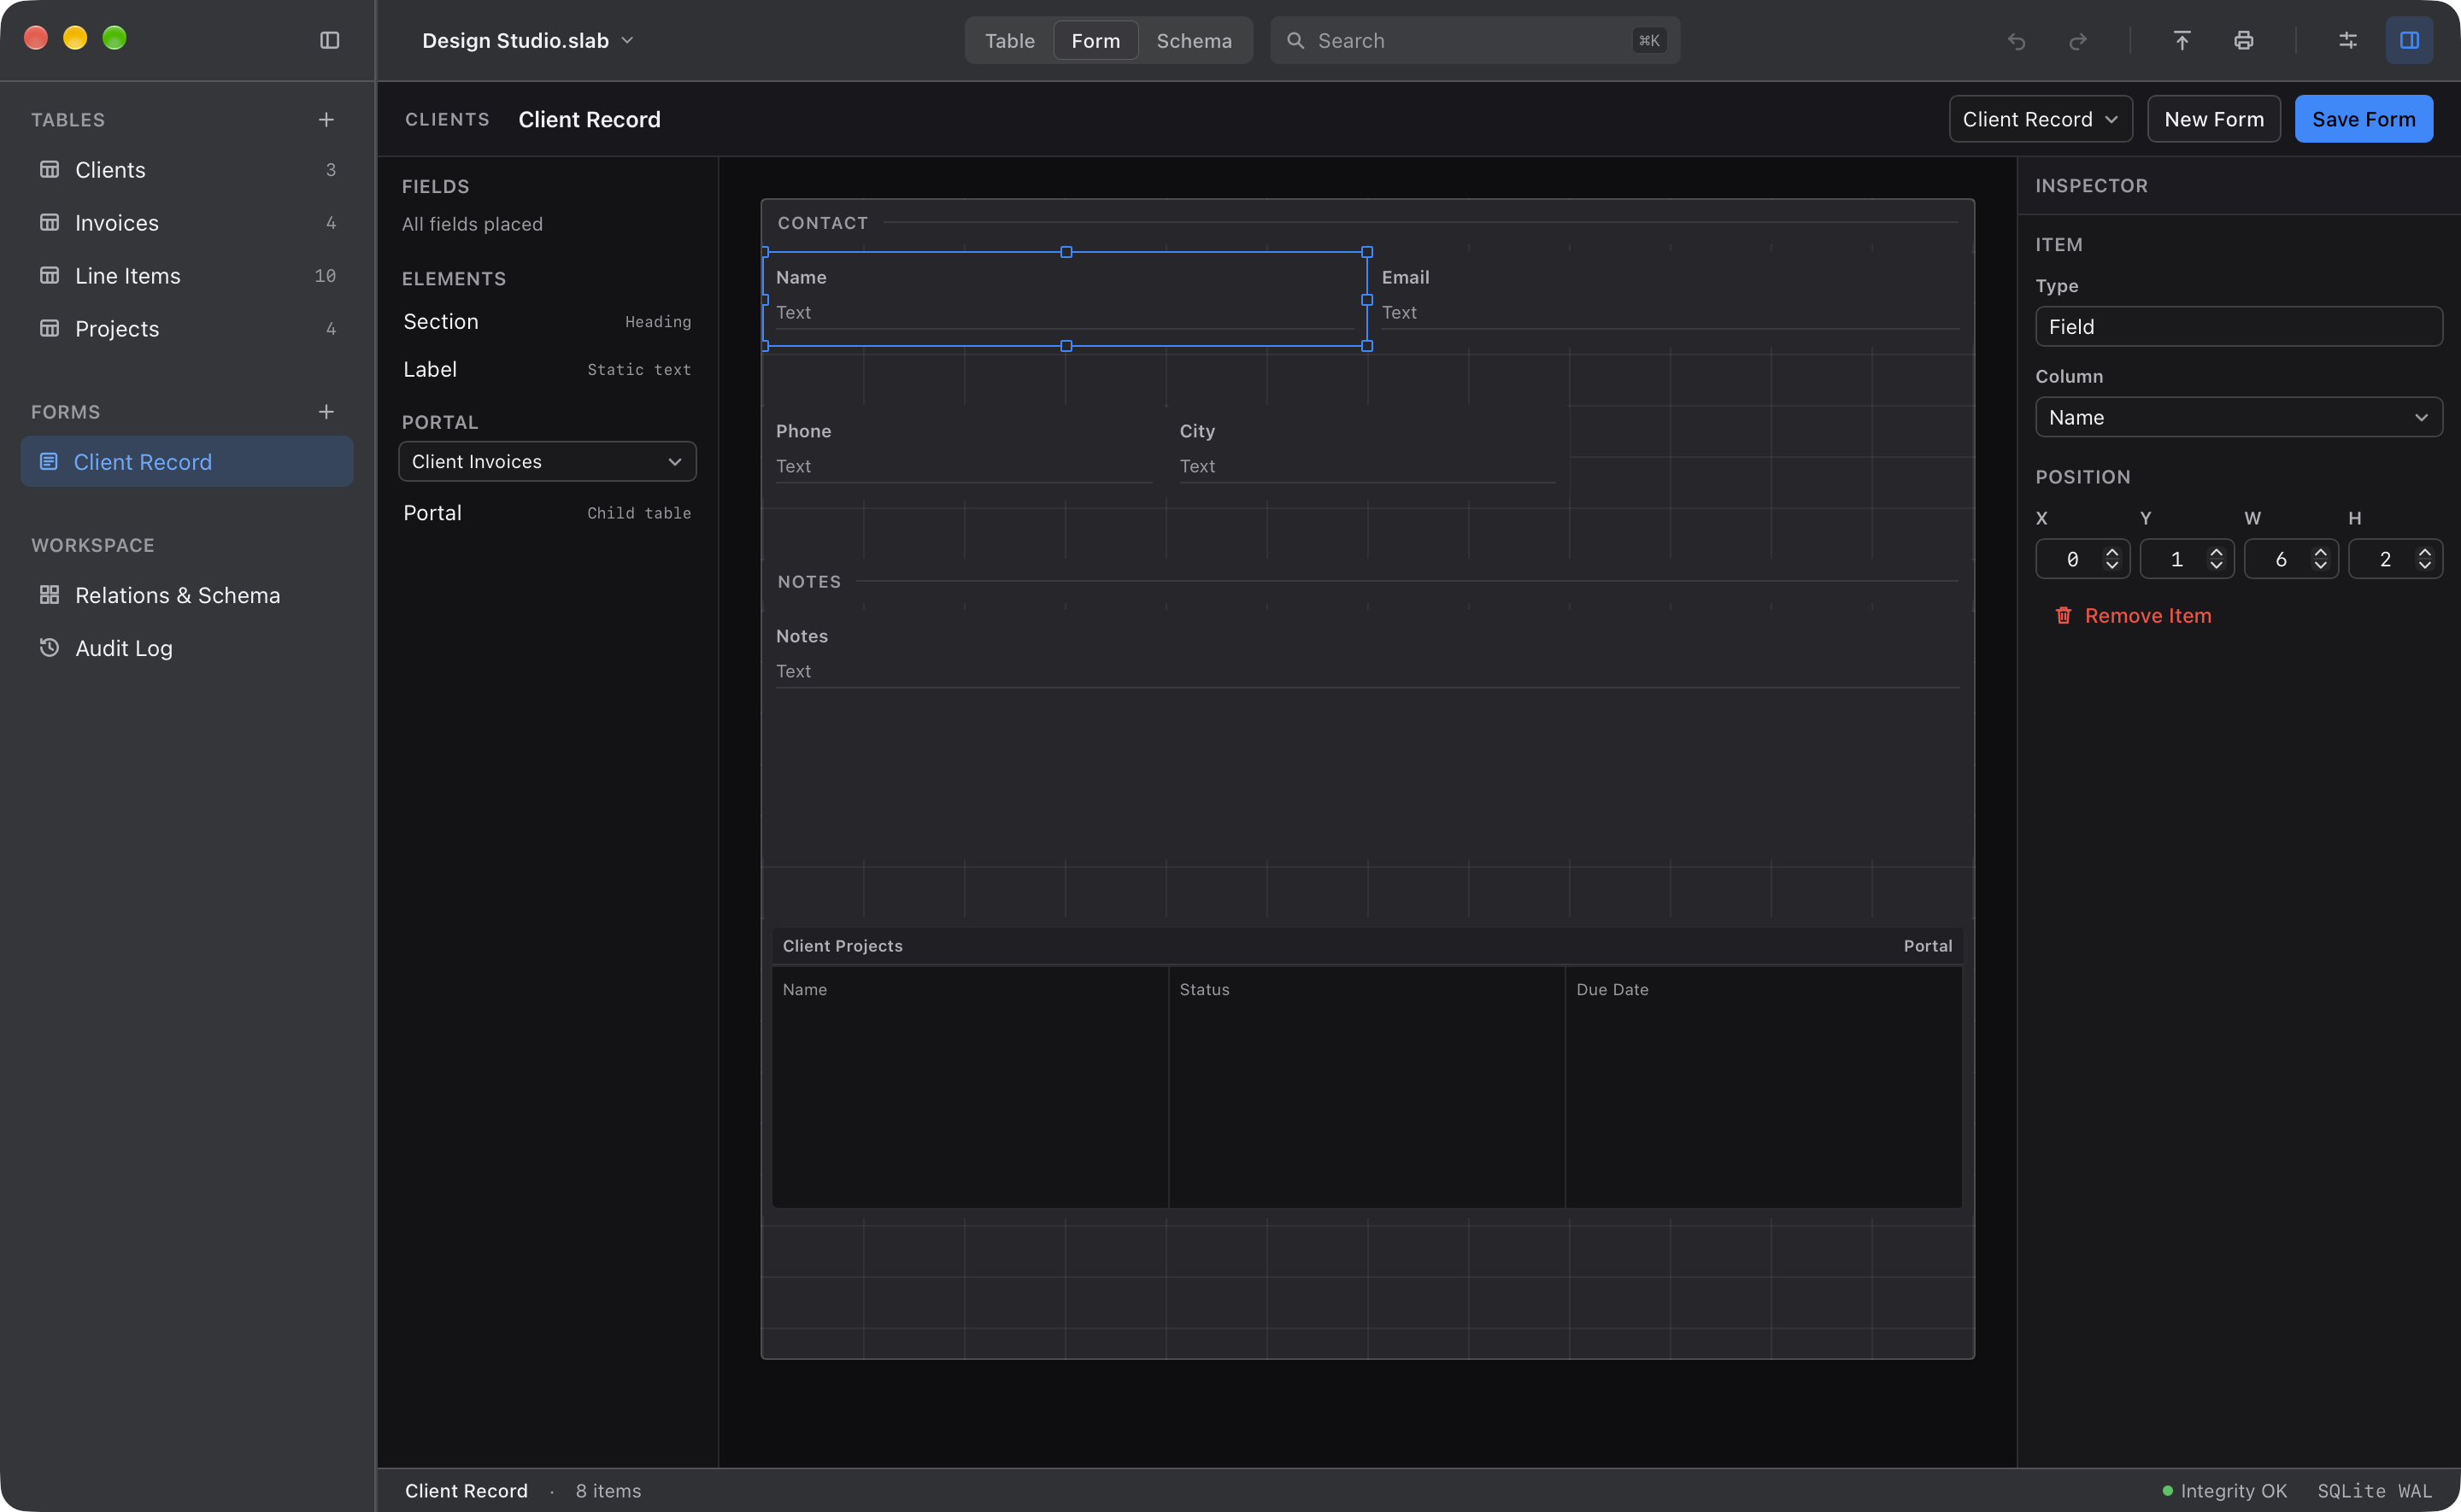 Design Studio.slab
Table Form Schema
Search ⌘K
TABLES
Clients 3
Invoices 4
Line Items 10
Projects 4
FORMS
Client Record
WORKSPACE
Relations & Schema
Audit Log
CLIENTS Client Record
Client Record New Form Save Form
FIELDS
All fields placed
ELEMENTS
Section Heading
Label Static text
PORTAL
Client Invoices
Portal Child table
CONTACT
Name Email
Text Text
Phone City
Text Text
NOTES
Notes
Text
Client Projects Portal
Name Status Due Date
INSPECTOR
ITEM
Type
Field
Column
Name
POSITION
X Y W H
0 1 6 2
Remove Item
Client Record · 8 items
Integrity OK SQLite WAL